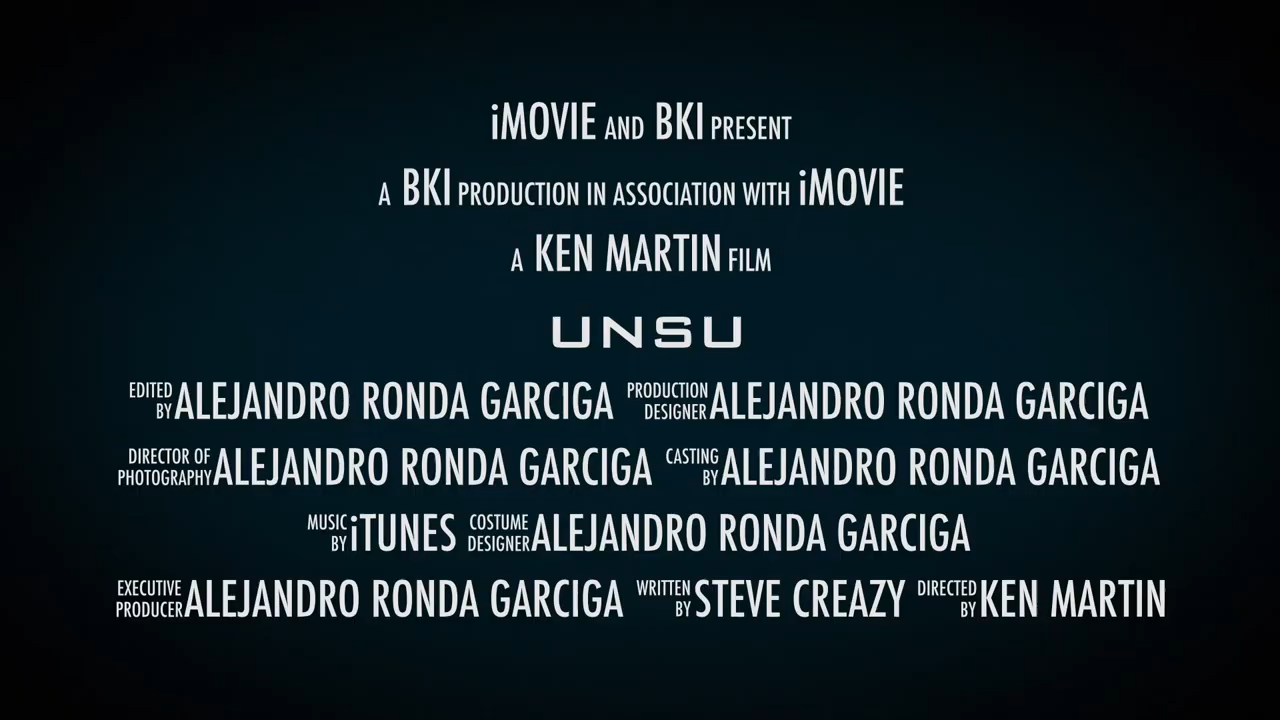 iMOVIE AND BKI PRESENT
A BKI PRODUCTION IN ASSOCIATION WITH iMOVIE
A KEN MARTIN FILM
UNSU
EDITED BY ALEJANDRO RONDA GARCIGA PRODUCTION DESIGNER ALEJANDRO RONDA GARCIGA
DIRECTOR OF PHOTOGRAPHY ALEJANDRO RONDA GARCIGA CASTING BY ALEJANDRO RONDA GARCIGA
MUSIC BY iTUNES COSTUME DESIGNER ALEJANDRO RONDA GARCIGA
EXECUTIVE PRODUCER ALEJANDRO RONDA GARCIGA WRITTEN BY STEVE CREAZY DIRECTED BY KEN MARTIN